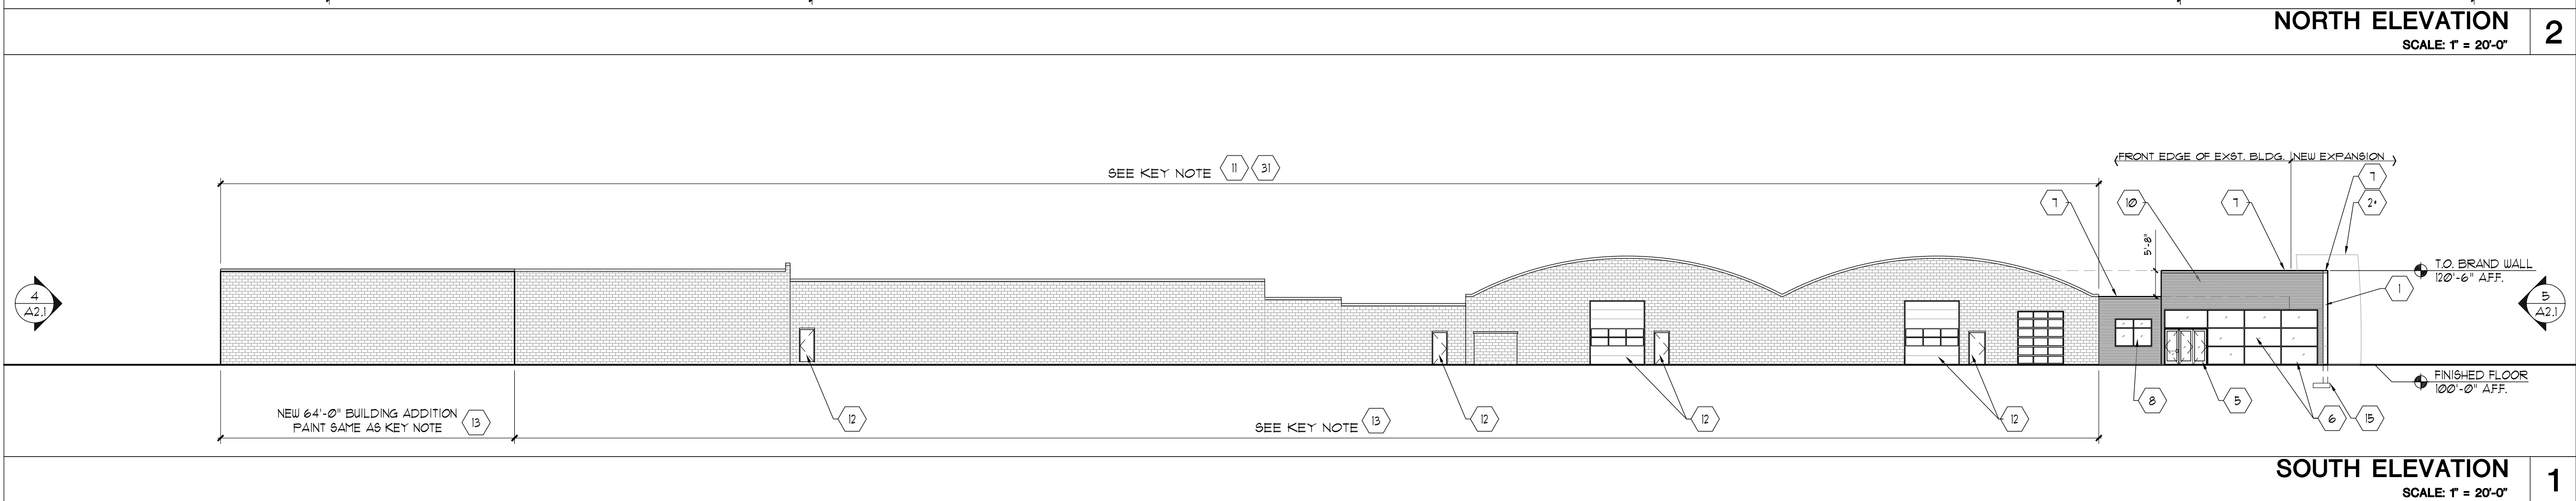 NORTH ELEVATION
SCALE: 1" = 20'-0"
2
FRONT EDGE OF EXST. BLDG.
NEW EXPANSION
SEE KEY NOTE 11 31
7
7
10
7
2*
5'-8"
T.O. BRAND WALL
120'-6" A.F.F.
1
4
A2.1
5
A2.1
FINISHED FLOOR
100'-0" A.F.F.
NEW 64'-0" BUILDING ADDITION
PAINT SAME AS KEY NOTE 13
12
SEE KEY NOTE 13
12
12
12
8
5
6
15
SOUTH ELEVATION
SCALE: 1" = 20'-0"
1